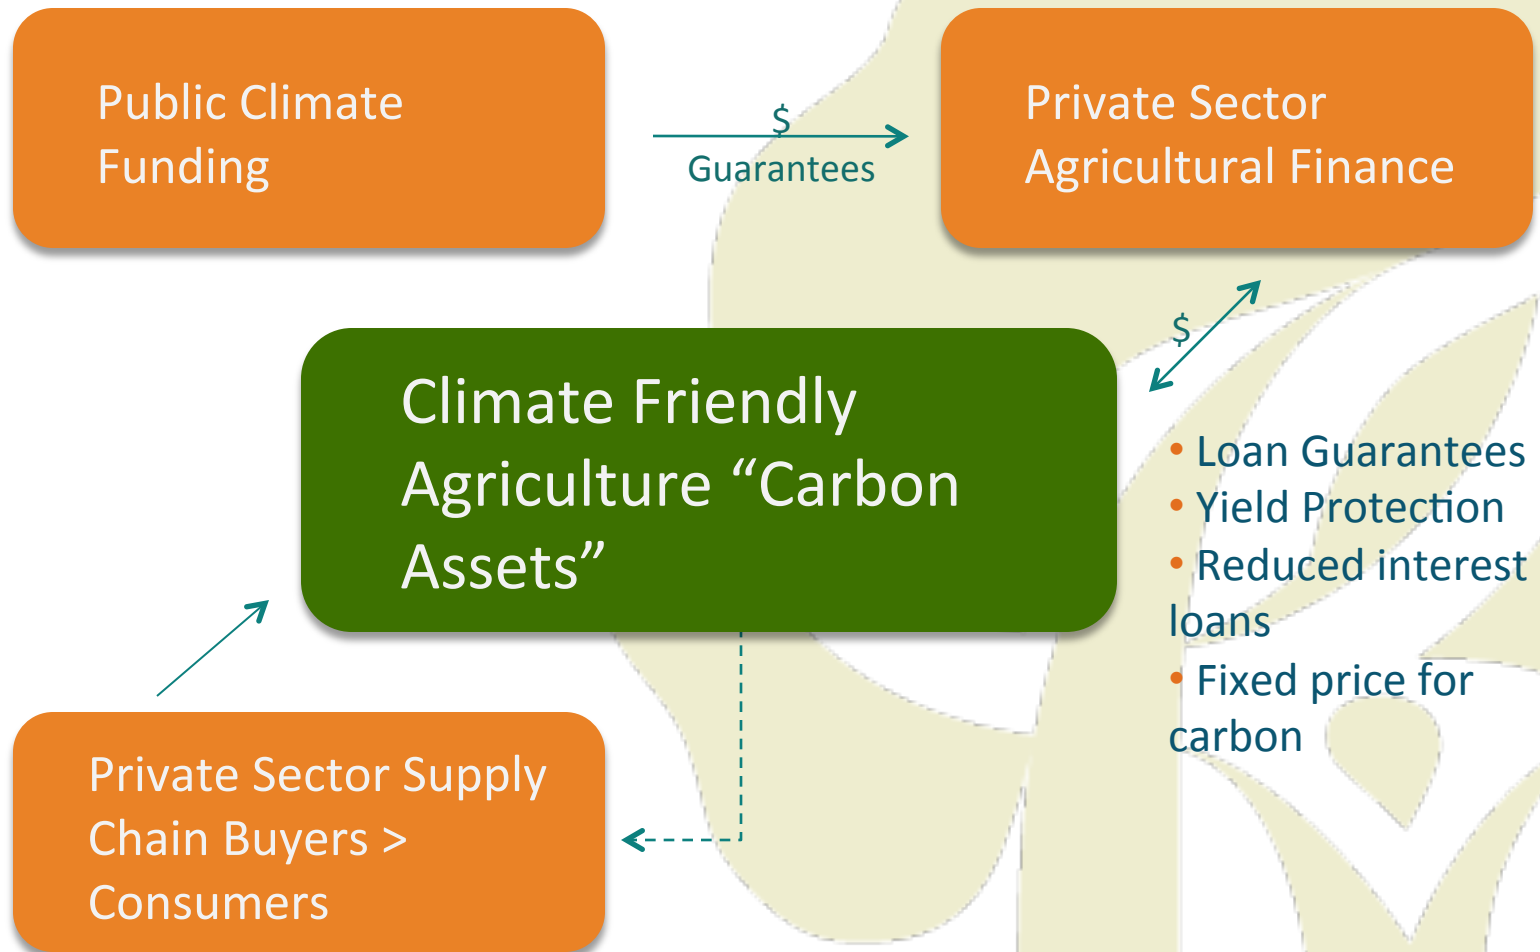 Public Climate
Funding
$
Guarantees
Private Sector
Agricultural Finance
$
Climate Friendly
Agriculture “Carbon
Assets”
• Loan Guarantees
• Yield Protection
• Reduced interest
loans
• Fixed price for
carbon
Private Sector Supply
Chain Buyers >
Consumers